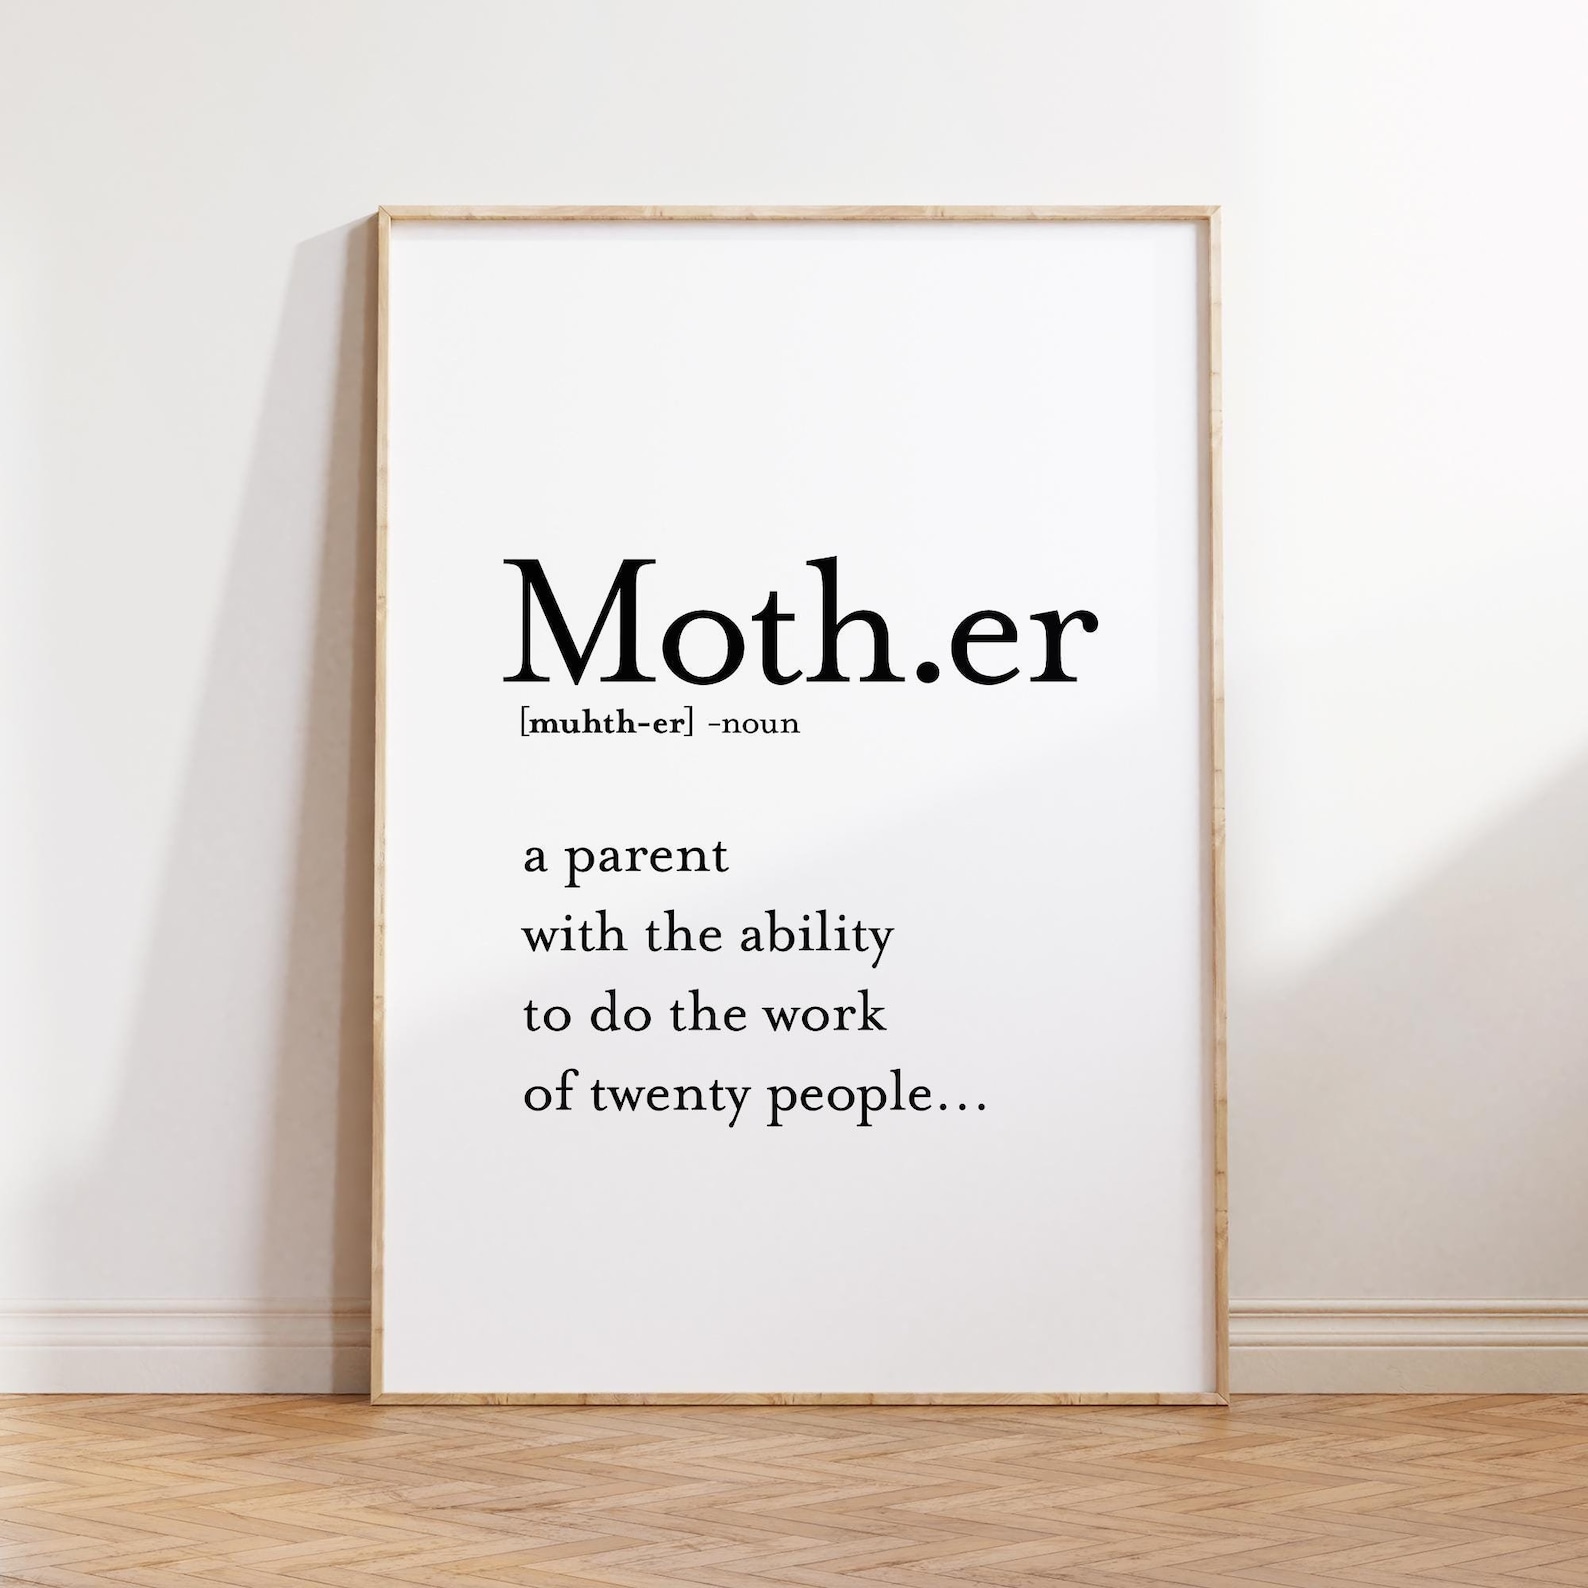 Moth.er
[muhth-er] -noun
a parent
with the ability
to do the work
of twenty people...